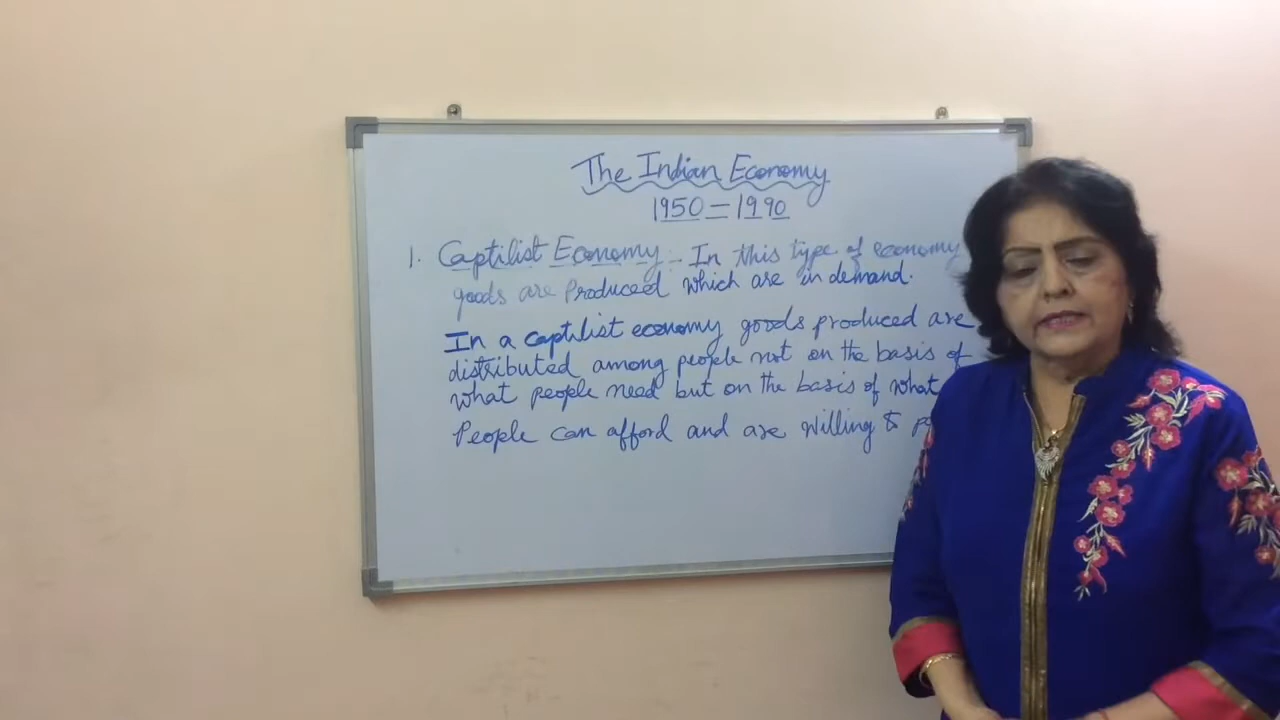 The Indian Economy
1950 = 1990
1. Captilist Economy :- In this type of economy
goods are Produced which are in demand.
In a captilist economy goods produced are
distributed among people not on the basis of
what people need but on the basis of what
People can afford and are willing to